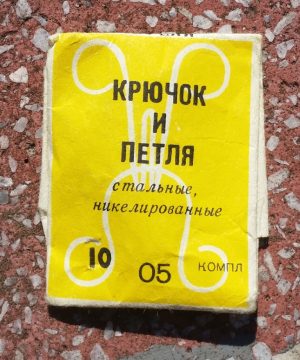 КРЮЧОК
И
ПЕТЛЯ
стальные,
никелированные
10 05 КОМПЛ